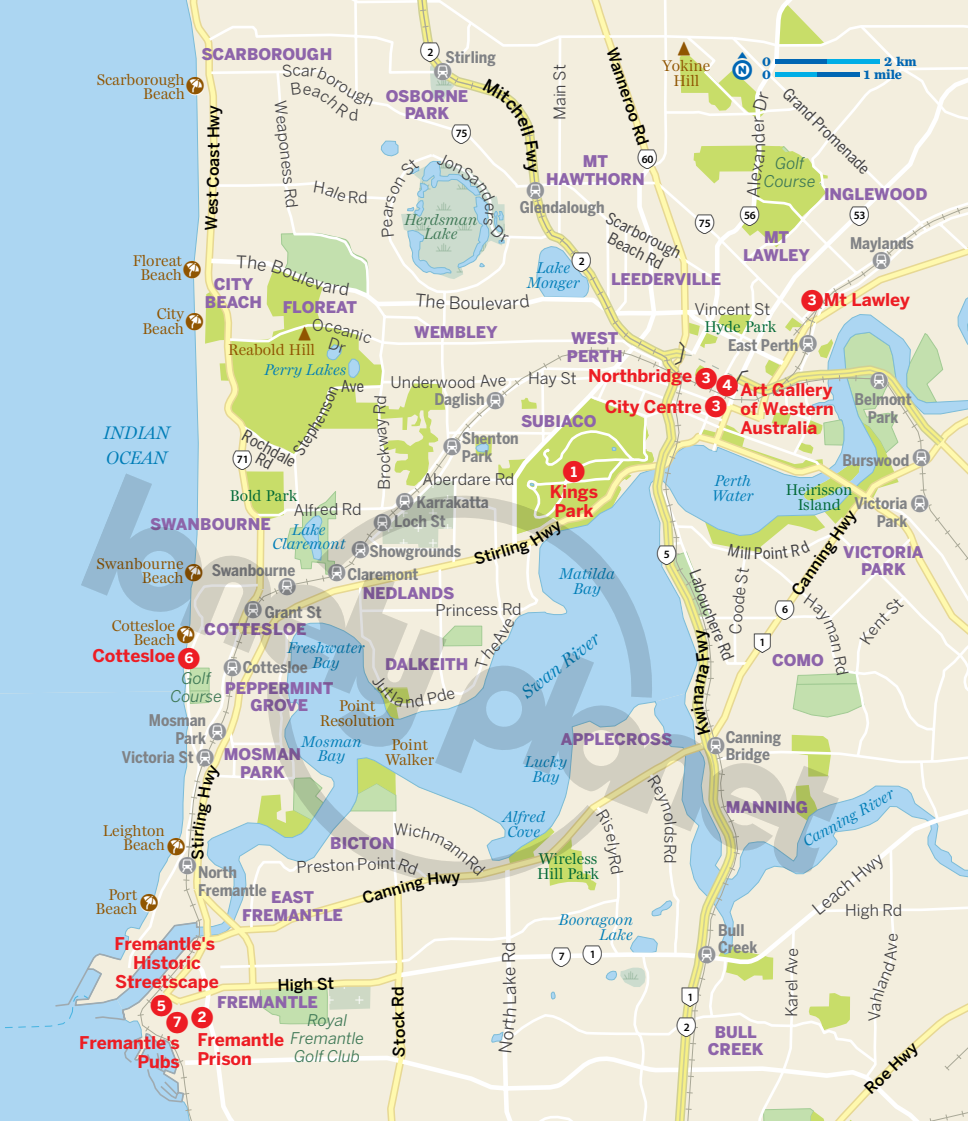 SCARBOROUGH
2
Stirling
Yokine
Hill
N
0
2 km
0
1 mile
Scarborough
Beach
Scarborough
Beach Rd
OSBORNE
PARK
Mitchell Fwy
Main St
Wanneroo Rd
Alexander Dr
Grand Promenade
West Coast Hwy
Weaponess Rd
75
60
MT
HAWTHORN
Golf
Course
Hale Rd
Pearson St
Jon Sanders Dr
Glendalough
INGLEWOOD
Herdsman
Lake
Scarborough
Beach Rd
75
56
53
MT
LAWLEY
Maylands
Floreat
Beach
The Boulevard
2
Lake
Monger
LEEDERVILLE
CITY
BEACH
FLOREAT
The Boulevard
3
Mt Lawley
City
Beach
Oceanic
Dr
WEMBLEY
Vincent St
Hyde Park
Reabold Hill
WEST
PERTH
East Perth
Perry Lakes
Underwood Ave
Hay St
Northbridge
3
4
Art Gallery
of Western
Australia
Stephenson Ave
Daglish
City Centre
3
Belmont
Park
Brockway Rd
SUBIACO
INDIAN
OCEAN
Rochdale
Rd
Shenton
Park
71
Burswood
Aberdare Rd
1
Kings
Park
Perth
Water
Heirisson
Island
Bold Park
Alfred Rd
Karrakatta
Victoria
Park
SWANBOURNE
Loch St
Lake
Claremont
Stirling Hwy
Showgrounds
Mill Point Rd
Canning Hwy
VICTORIA
PARK
5
Swanbourne
Beach
Swanbourne
Claremont
Matilda
Bay
NEDLANDS
Labouchere Rd
Coode St
Grant St
Princess Rd
6
Hayman Rd
Kent St
Cottesloe
Beach
COTTESLOE
The Ave
1
Cottesloe
6
Freshwater
Bay
Swan River
Kwinana Fwy
COMO
Cottesloe
DALKEITH
Golf
Course
PEPPERMINT
GROVE
Jutland Pde
Point
Resolution
Mosman
Park
APPLECROSS
Canning
Bridge
Victoria St
MOSMAN
PARK
Mosman
Bay
Point
Walker
Lucky
Bay
Stirling Hwy
Reynolds Rd
MANNING
Canning River
Leighton
Beach
Alfred
Cove
Risely Rd
BICTON
Wichmann Rd
North
Fremantle
Preston Point Rd
Wireless
Hill Park
Canning Hwy
Leach Hwy
Port
Beach
EAST
FREMANTLE
High Rd
Booragoon
Lake
Fremantle's
Historic
Streetscape
North Lake Rd
7
1
Bull
Creek
Karel Ave
Vahland Ave
High St
FREMANTLE
5
7
2
Stock Rd
1
Royal
Fremantle
Golf Club
2
Fremantle's
Pubs
Fremantle
Prison
BULL
CREEK
Roe Hwy
lonely planet